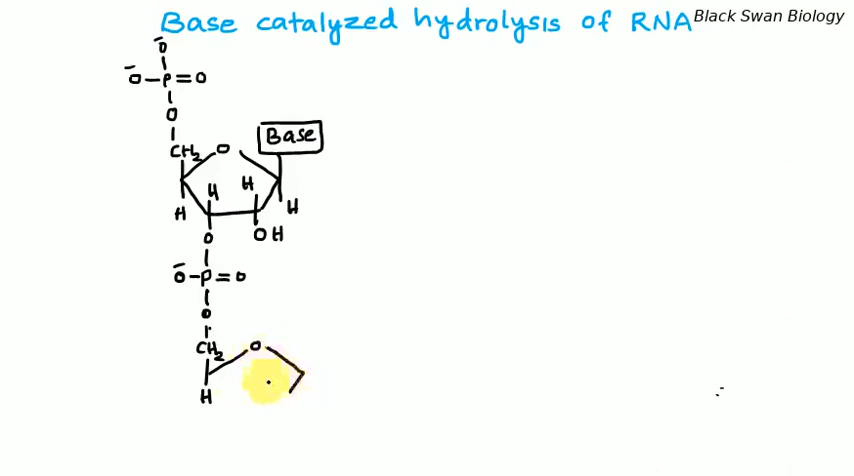 Base catalyzed hydrolysis of RNA
Black Swan Biology
⁻O
⁻O-P=O
O
CH₂ O Base
H H H H
O OH
⁻O-P=O
O
CH₂ O
H